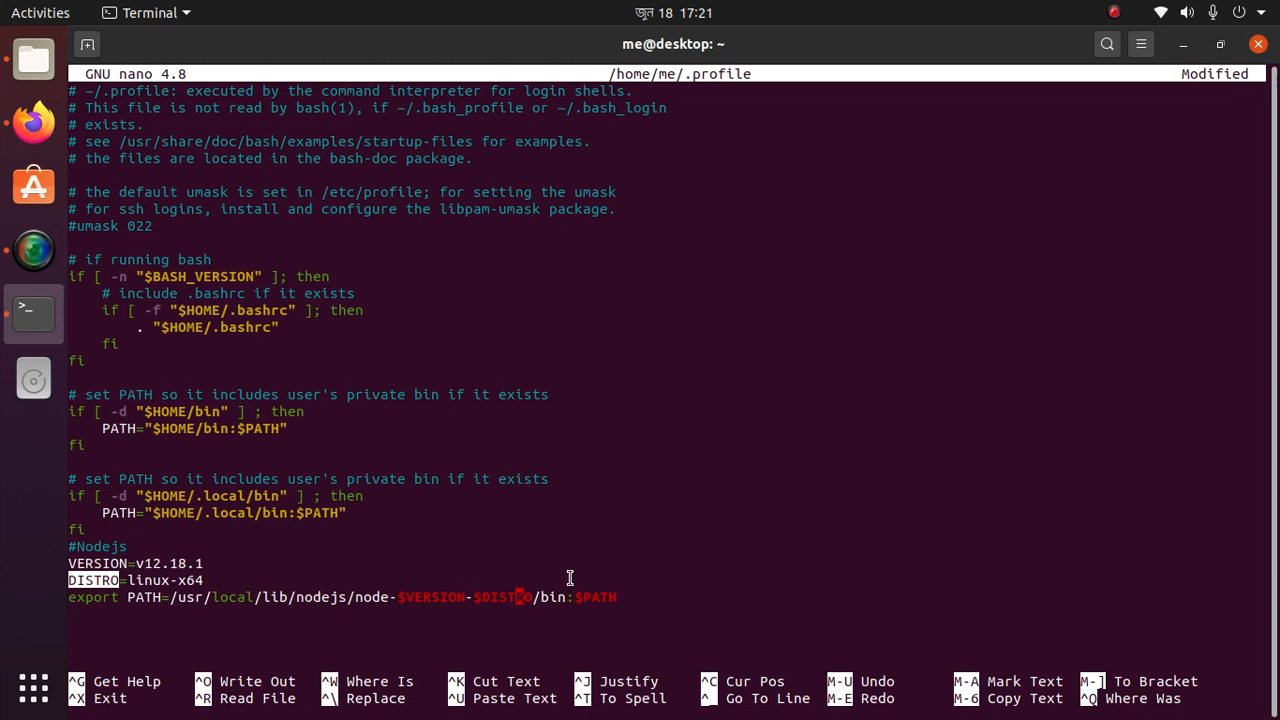 Activities
Terminal
जून 18 17:21
me@desktop: ~
GNU nano 4.8 /home/me/.profile Modified
# ~/.profile: executed by the command interpreter for login shells.
# This file is not read by bash(1), if ~/.bash_profile or ~/.bash_login
# exists.
# see /usr/share/doc/bash/examples/startup-files for examples.
# the files are located in the bash-doc package.
# the default umask is set in /etc/profile; for setting the umask
# for ssh logins, install and configure the libpam-umask package.
#umask 022
# if running bash
if [ -n "$BASH_VERSION" ]; then
# include .bashrc if it exists
if [ -f "$HOME/.bashrc" ]; then
. "$HOME/.bashrc"
fi
fi
# set PATH so it includes user's private bin if it exists
if [ -d "$HOME/bin" ] ; then
PATH="$HOME/bin:$PATH"
fi
# set PATH so it includes user's private bin if it exists
if [ -d "$HOME/.local/bin" ] ; then
PATH="$HOME/.local/bin:$PATH"
fi
#Nodejs
VERSION=v12.18.1
DISTRO=linux-x64
export PATH=/usr/local/lib/nodejs/node-$VERSION-$DISTRO/bin:$PATH
^G Get Help ^O Write Out ^W Where Is ^K Cut Text ^J Justify ^C Cur Pos M-U Undo M-A Mark Text M-] To Bracket
^X Exit ^R Read File ^\ Replace ^U Paste Text ^T To Spell ^_ Go To Line M-E Redo M-6 Copy Text ^Q Where Was